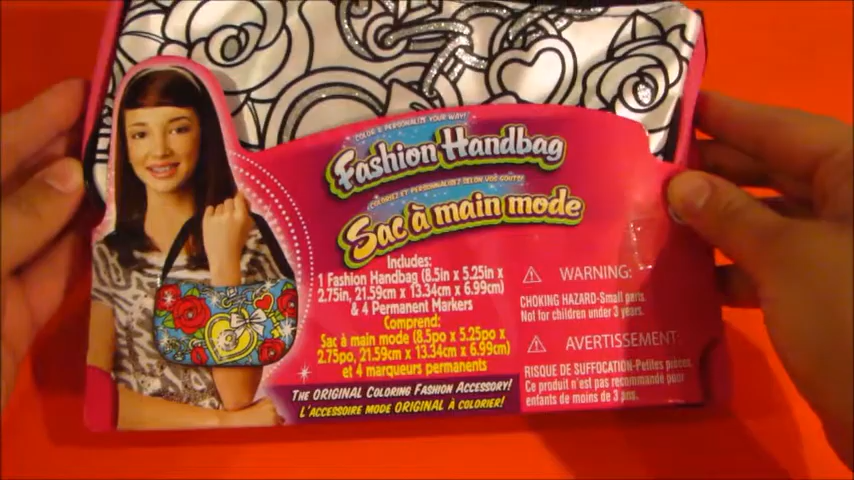 COLOR & PERSONALIZE YOUR WAY!
Fashion Handbag
COLORIEZ ET PERSONNALISEZ SELON VOS GOÛTS!
Sac à main mode
Includes:
1 Fashion Handbag (8.5in x 5.25in x
2.75in, 21.59cm x 13.34cm x 6.99cm)
& 4 Permanent Markers
Comprend:
Sac à main mode (8.5po x 5.25po x
2.75po, 21.59cm x 13.34cm x 6.99cm)
et 4 marqueurs permanents
THE ORIGINAL COLORING FASHION ACCESSORY!
L'ACCESSOIRE MODE ORIGINAL À COLORIER!
WARNING:
CHOKING HAZARD-Small parts.
Not for children under 3 years.
AVERTISSEMENT:
RISQUE DE SUFFOCATION-Petites pièces.
Ce produit n'est pas recommandé pour
enfants de moins de 3 ans.